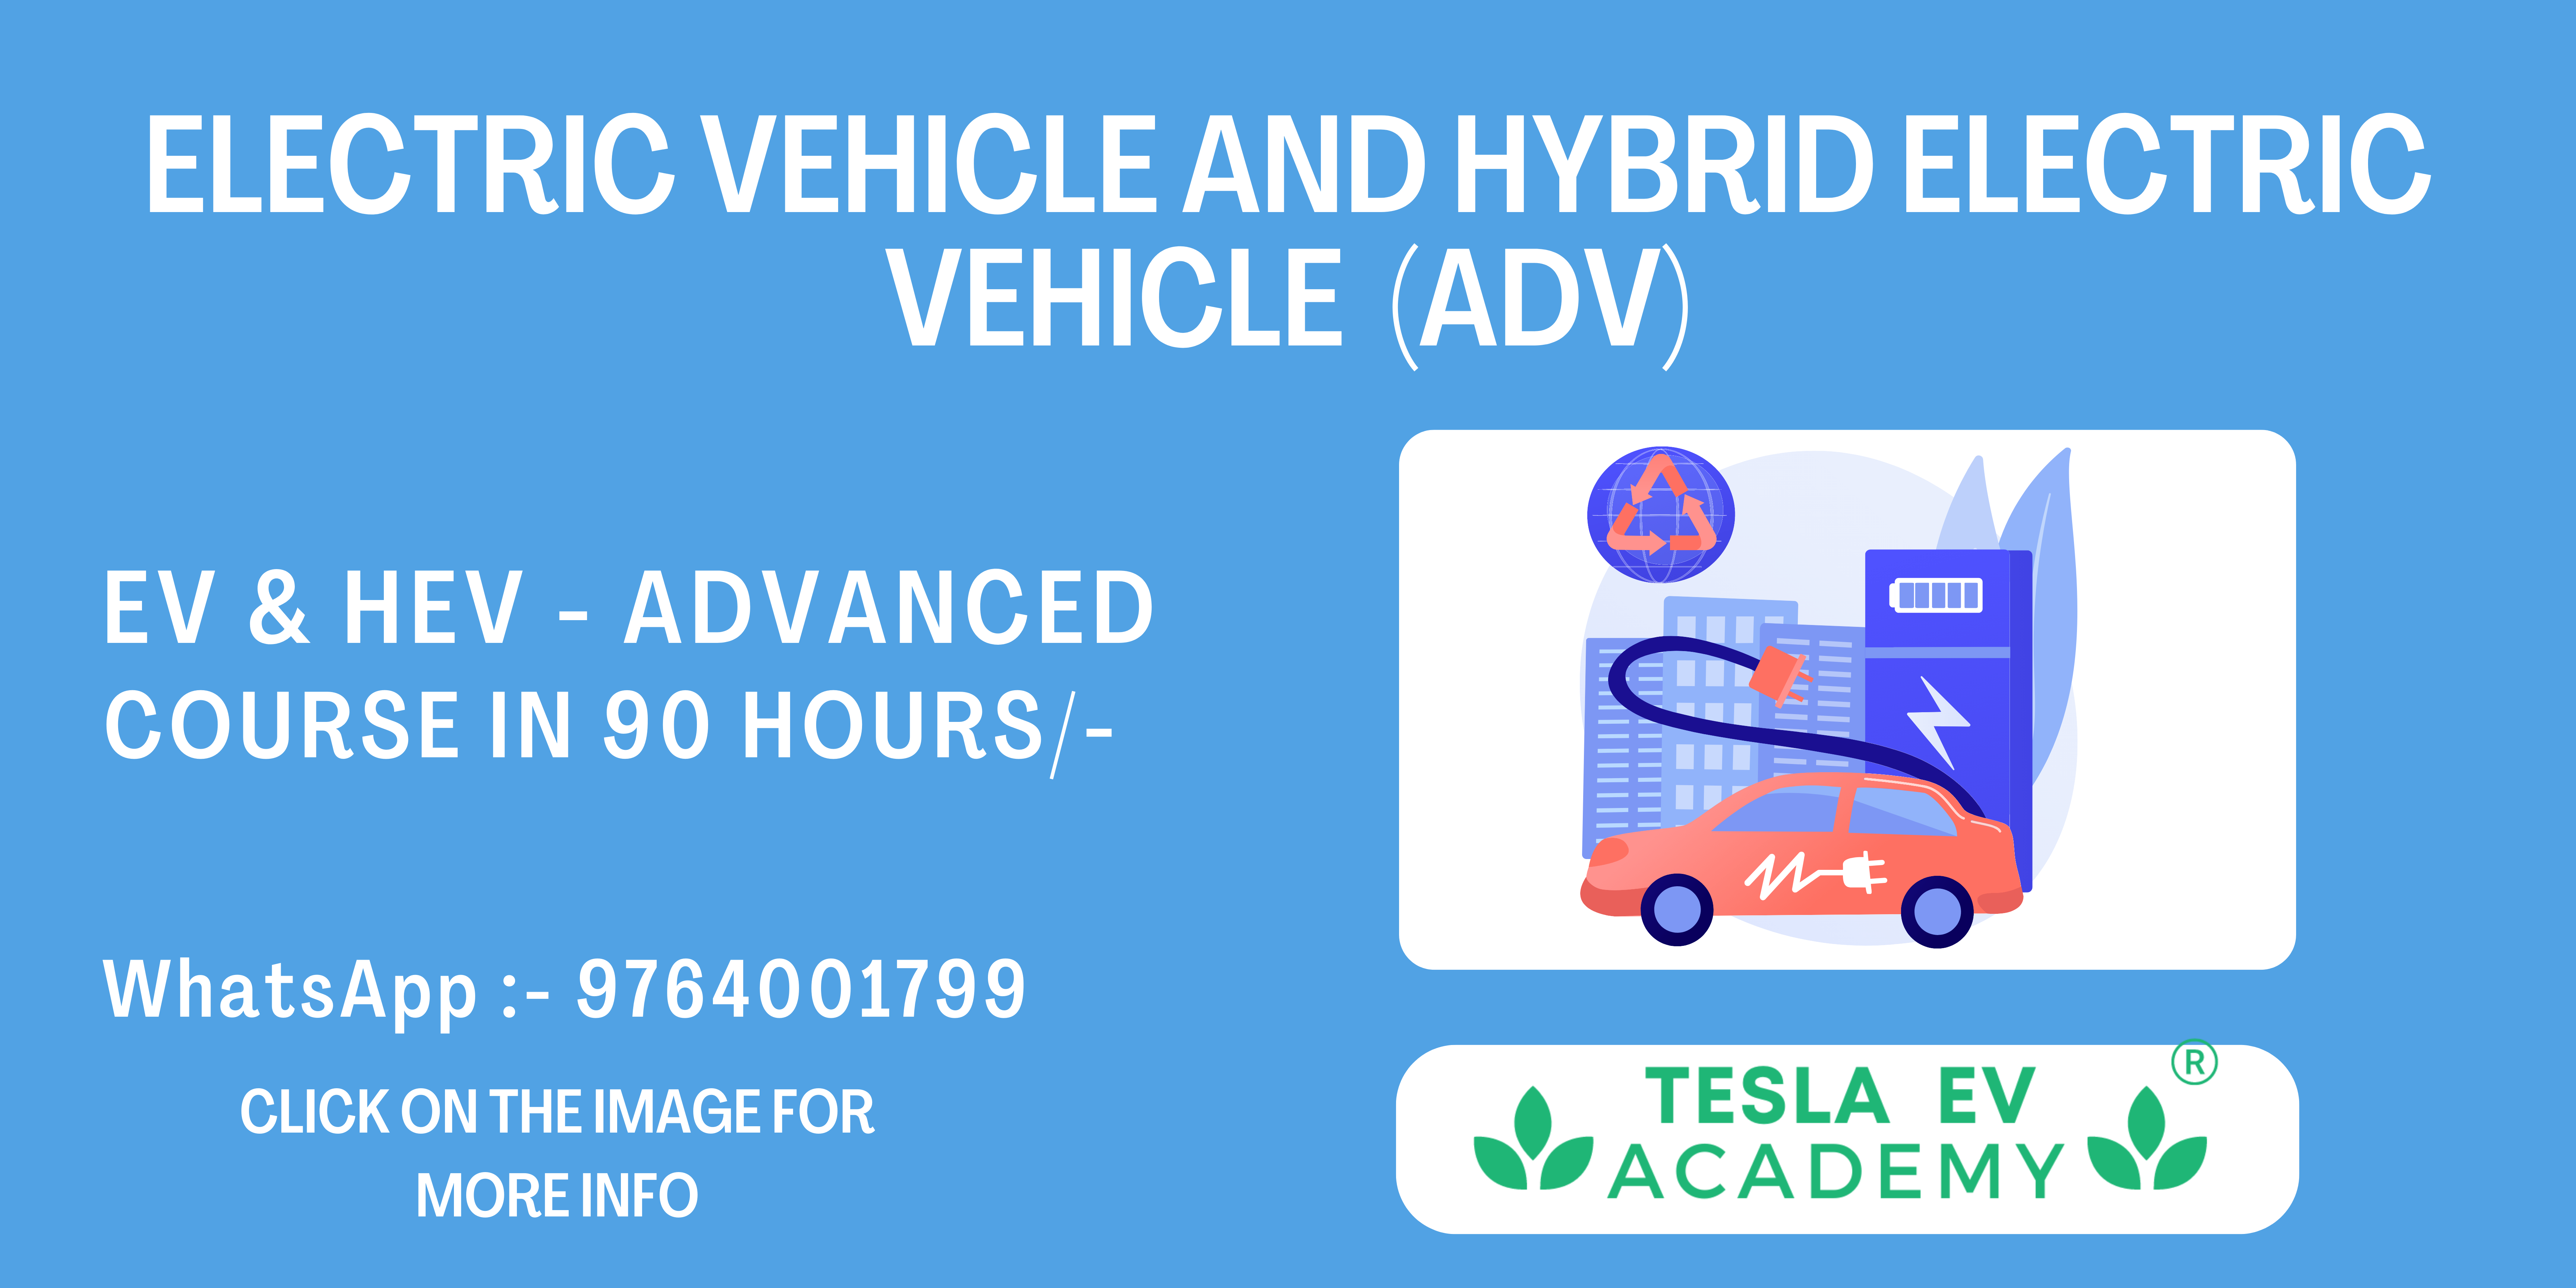 ELECTRIC VEHICLE AND HYBRID ELECTRIC
VEHICLE (ADV)
EV & HEV - ADVANCED
COURSE IN 90 HOURS/-
WhatsApp :- 9764001799
CLICK ON THE IMAGE FOR
MORE INFO
TESLA EV ®
ACADEMY